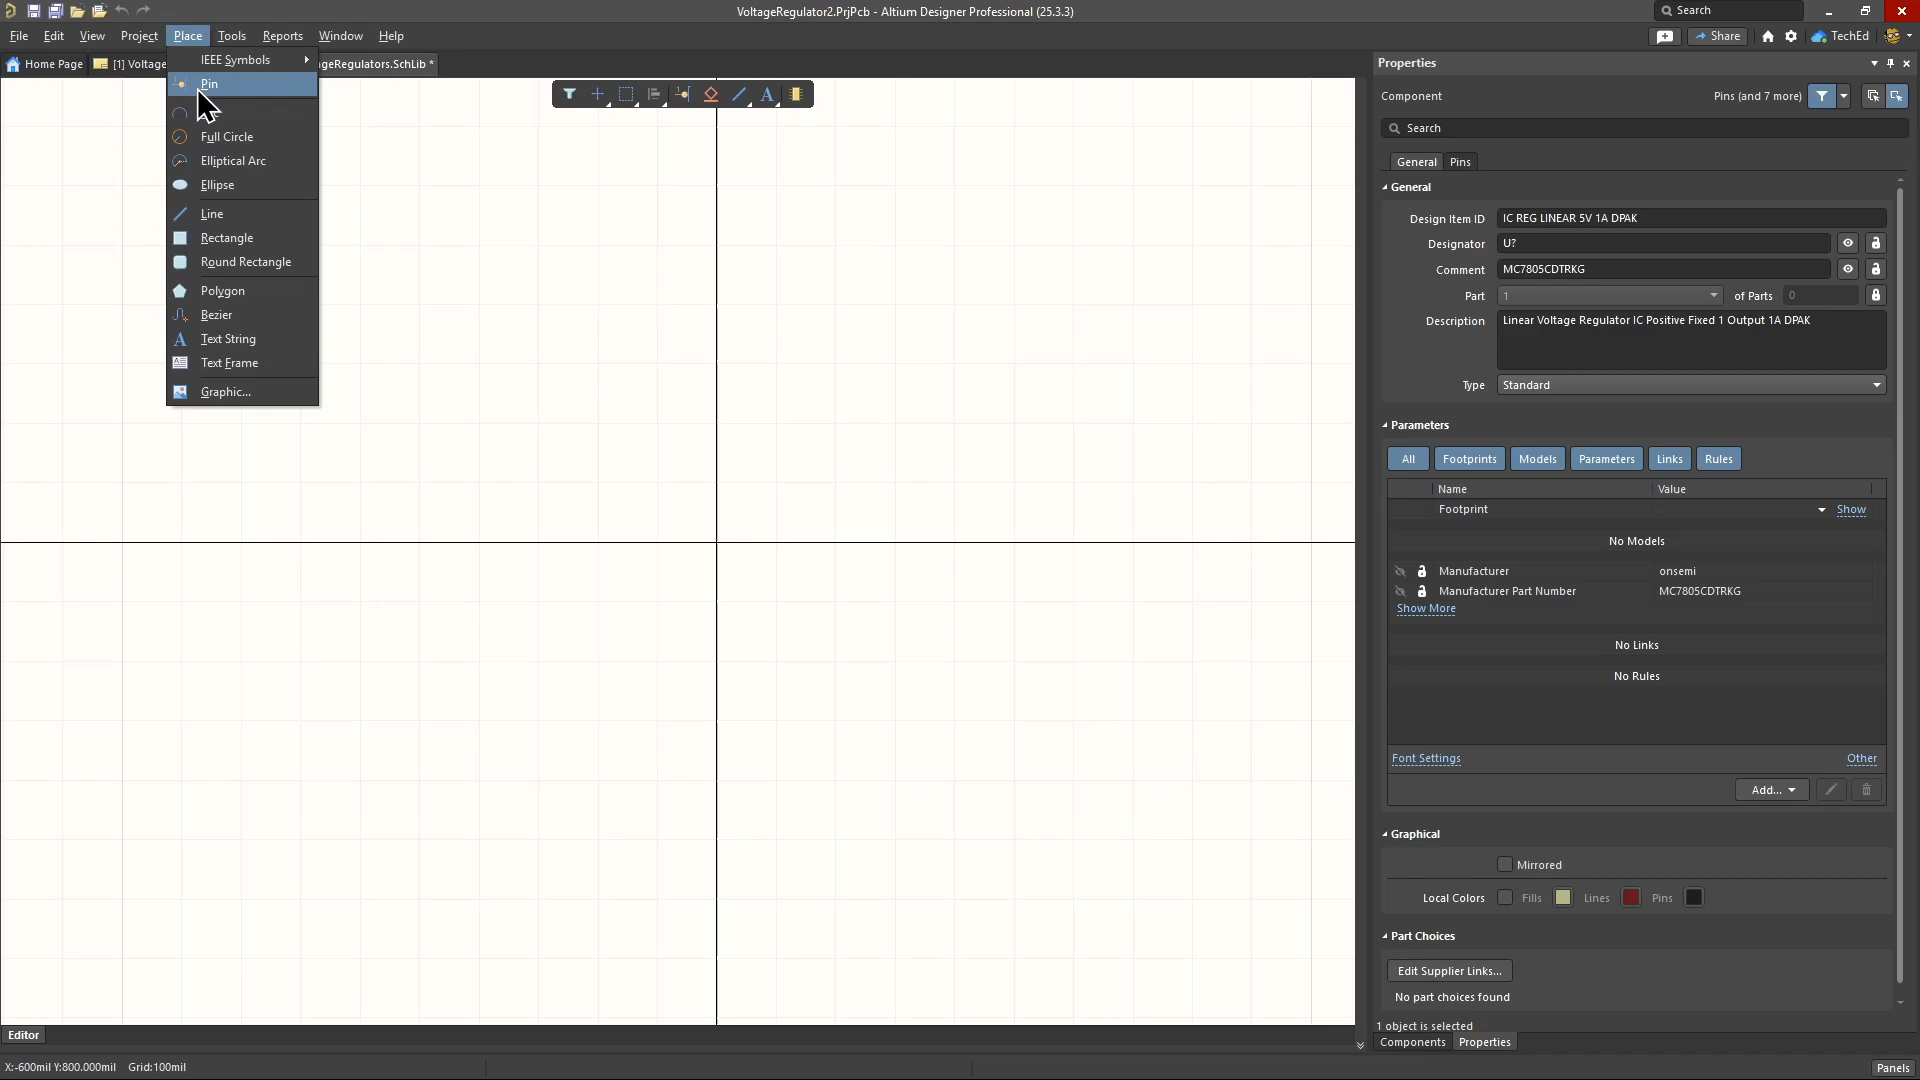 VoltageRegulator2.PrjPcb - Altium Designer Professional (25.3.3)
Search
File Edit View Project Place Tools Reports Window Help
Share
TechEd
Home Page
[1] Voltage
geRegulators.SchLib *
IEEE Symbols
Pin
Full Circle
Elliptical Arc
Ellipse
Line
Rectangle
Round Rectangle
Polygon
Bezier
Text String
Text Frame
Graphic...
Properties
Component
Pins (and 7 more)
Search
General Pins
General
Design Item ID IC REG LINEAR 5V 1A DPAK
Designator U?
Comment MC7805CDTRKG
Part 1 of Parts 0
Description Linear Voltage Regulator IC Positive Fixed 1 Output 1A DPAK
Type Standard
Parameters
All Footprints Models Parameters Links Rules
Name Value
Footprint Show
No Models
Manufacturer onsemi
Manufacturer Part Number MC7805CDTRKG
Show More
No Links
No Rules
Font Settings Other
Add...
Graphical
Mirrored
Local Colors Fills Lines Pins
Part Choices
Edit Supplier Links...
No part choices found
1 object is selected
Components Properties
Editor
X:-600mil Y:800.000mil Grid:100mil
Panels